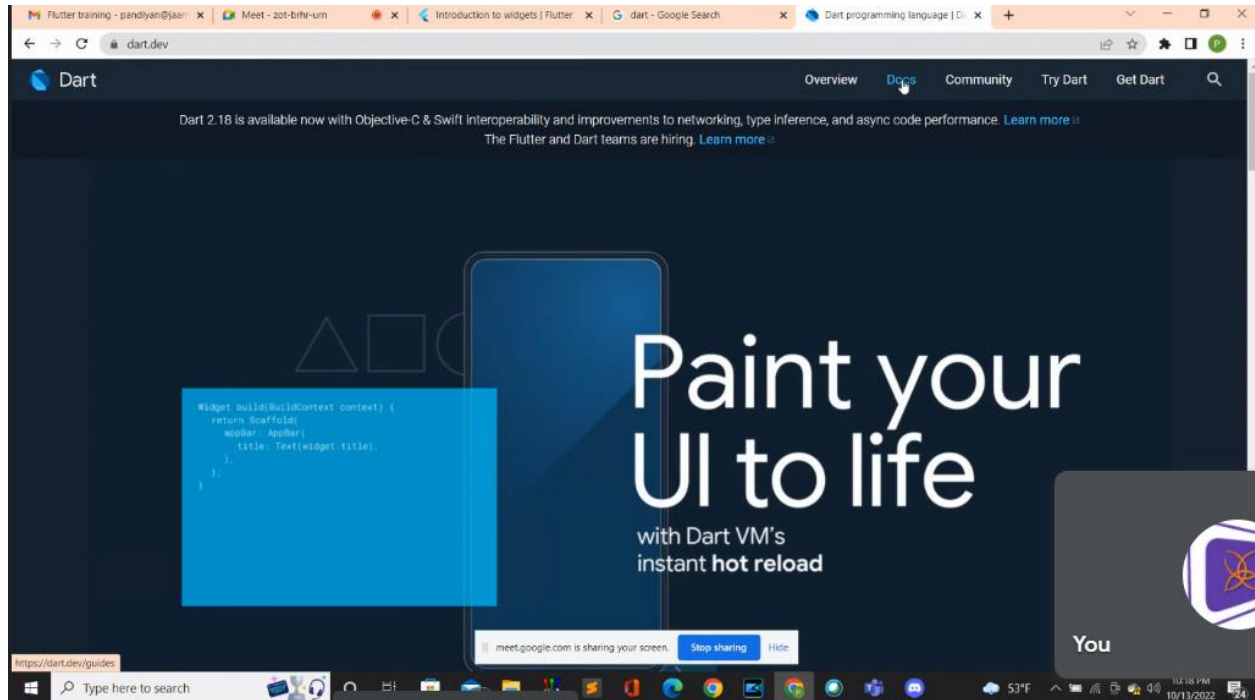 Flutter training - pandiyan@jaarr
Meet - zot-brhr-urn
Introduction to widgets | Flutter
dart - Google Search
Dart programming language | D
dart.dev
P
Dart
Overview
Docs
Community
Try Dart
Get Dart
Dart 2.18 is available now with Objective-C & Swift interoperability and improvements to networking, type inference, and async code performance. Learn more
The Flutter and Dart teams are hiring. Learn more
Widget build(BuildContext context) {
return Scaffold(
appBar: AppBar(
title: Text(widget.title),
),
);
}
Paint your
UI to life
with Dart VM's
instant hot reload
meet.google.com is sharing your screen.
Stop sharing
Hide
You
https://dart.dev/guides
Type here to search
53°F
10:18 PM
10/13/2022